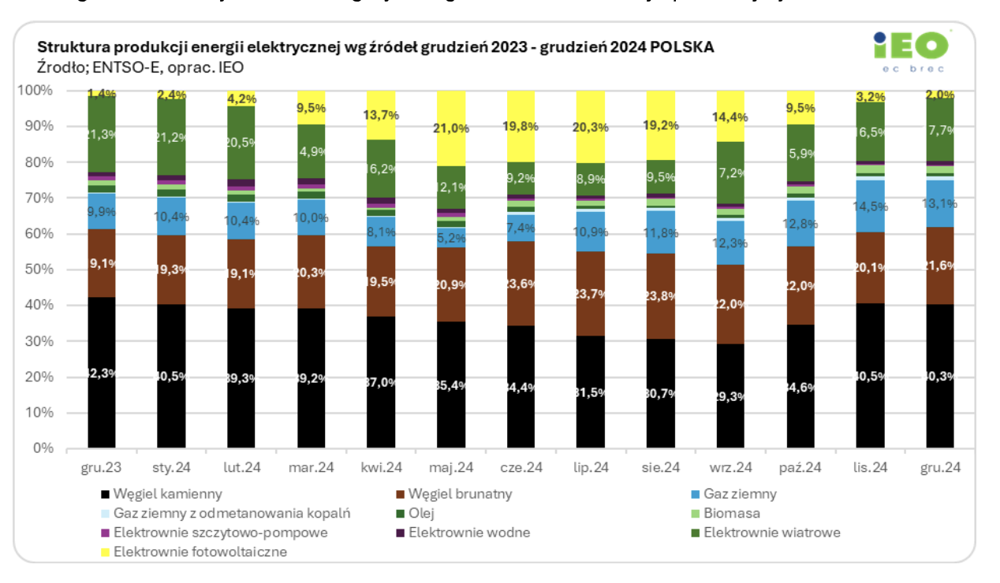 Struktura produkcji energii elektrycznej wg źródeł grudzień 2023 - grudzień 2024 POLSKA
Źrodło; ENTSO-E, oprac. IEO
iEO
ec brec
100%
90%
80%
70%
60%
50%
40%
30%
20%
10%
0%
1,4% 2,4% 4,2% 9,5% 13,7% 21,0% 19,8% 20,3% 19,2% 14,4% 9,5% 3,2% 2,0%
21,3% 21,2% 20,5% 4,9% 16,2% 12,1% 9,2% 8,9% 9,5% 7,2% 5,9% 6,5% 7,7%
9,9% 10,4% 10,4% 10,0% 8,1% 5,2% 7,4% 10,9% 11,8% 12,3% 12,8% 14,5% 13,1%
9,1% 19,3% 19,1% 20,3% 19,5% 20,9% 23,6% 23,7% 23,8% 22,0% 22,0% 20,1% 21,6%
42,3% 40,5% 39,3% 39,2% 37,0% 35,4% 34,4% 31,5% 30,7% 29,3% 34,6% 40,5% 40,3%
gru.23 sty.24 lut.24 mar.24 kwi.24 maj.24 cze.24 lip.24 sie.24 wrz.24 paź.24 lis.24 gru.24
Węgiel kamienny Węgiel brunatny Gaz ziemny
Gaz ziemny z odmetanowania kopalń Olej Biomasa
Elektrownie szczytowo-pompowe Elektrownie wodne Elektrownie wiatrowe
Elektrownie fotowoltaiczne